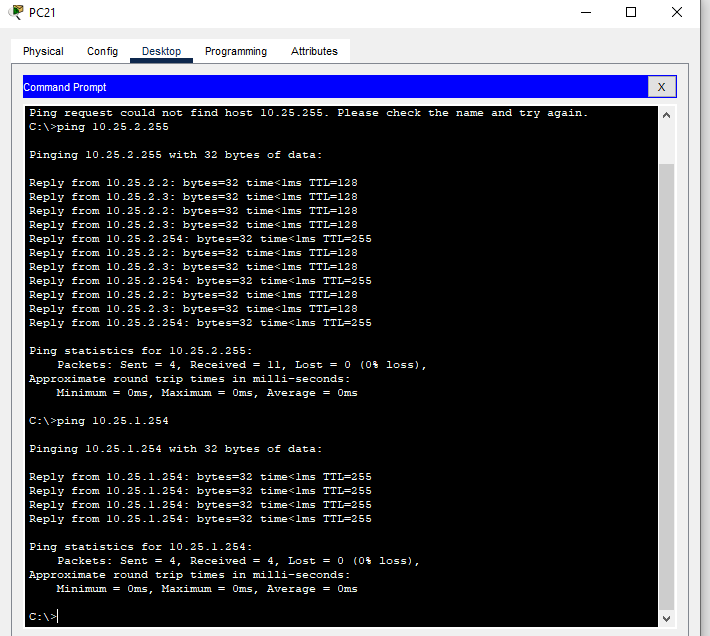 PC21
Physical Config Desktop Programming Attributes
Command Prompt X
Ping request could not find host 10.25.255. Please check the name and try again.
C:\>ping 10.25.2.255
Pinging 10.25.2.255 with 32 bytes of data:
Reply from 10.25.2.2: bytes=32 time<1ms TTL=128
Reply from 10.25.2.3: bytes=32 time<1ms TTL=128
Reply from 10.25.2.2: bytes=32 time<1ms TTL=128
Reply from 10.25.2.3: bytes=32 time<1ms TTL=128
Reply from 10.25.2.254: bytes=32 time<1ms TTL=255
Reply from 10.25.2.2: bytes=32 time<1ms TTL=128
Reply from 10.25.2.3: bytes=32 time<1ms TTL=128
Reply from 10.25.2.254: bytes=32 time<1ms TTL=255
Reply from 10.25.2.2: bytes=32 time<1ms TTL=128
Reply from 10.25.2.3: bytes=32 time<1ms TTL=128
Reply from 10.25.2.254: bytes=32 time<1ms TTL=255
Ping statistics for 10.25.2.255:
Packets: Sent = 4, Received = 11, Lost = 0 (0% loss),
Approximate round trip times in milli-seconds:
Minimum = 0ms, Maximum = 0ms, Average = 0ms
C:\>ping 10.25.1.254
Pinging 10.25.1.254 with 32 bytes of data:
Reply from 10.25.1.254: bytes=32 time<1ms TTL=255
Reply from 10.25.1.254: bytes=32 time<1ms TTL=255
Reply from 10.25.1.254: bytes=32 time<1ms TTL=255
Reply from 10.25.1.254: bytes=32 time<1ms TTL=255
Ping statistics for 10.25.1.254:
Packets: Sent = 4, Received = 4, Lost = 0 (0% loss),
Approximate round trip times in milli-seconds:
Minimum = 0ms, Maximum = 0ms, Average = 0ms
C:\>